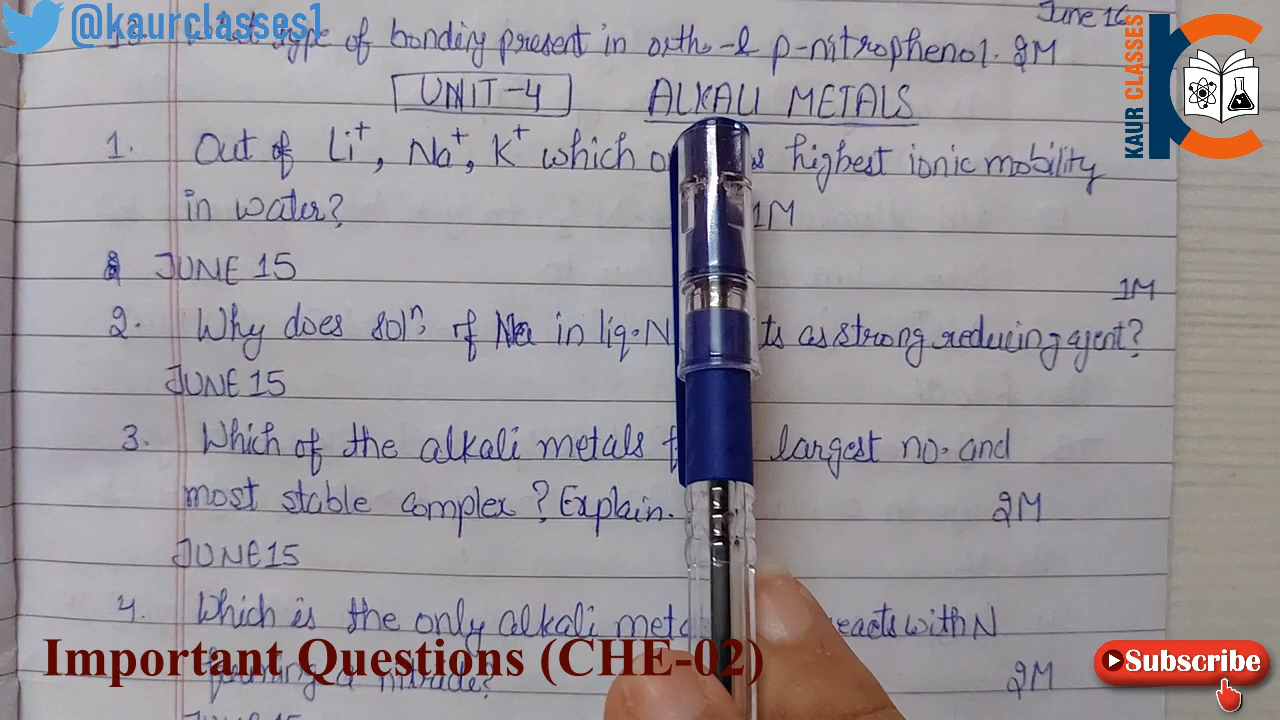 @kaurclasses1
June 16
type of bonding present in ortho- & p-nitrophenol. 2M
KAUR CLASSES
UNIT-4 ALKALI METALS
1. Out of Li⁺, Na⁺, K⁺ which highest ionic mobility
in water? 1M
JUNE 15
1M
2. Why does solⁿ of Na in liq. N as strong reducing agent?
JUNE 15
3. Which of the alkali metals largest no. and
most stable complex? Explain. 2M
JUNE 15
4. Which is the only alkali reacts with N
Important Questions (CHE-02)
Subscribe
2M